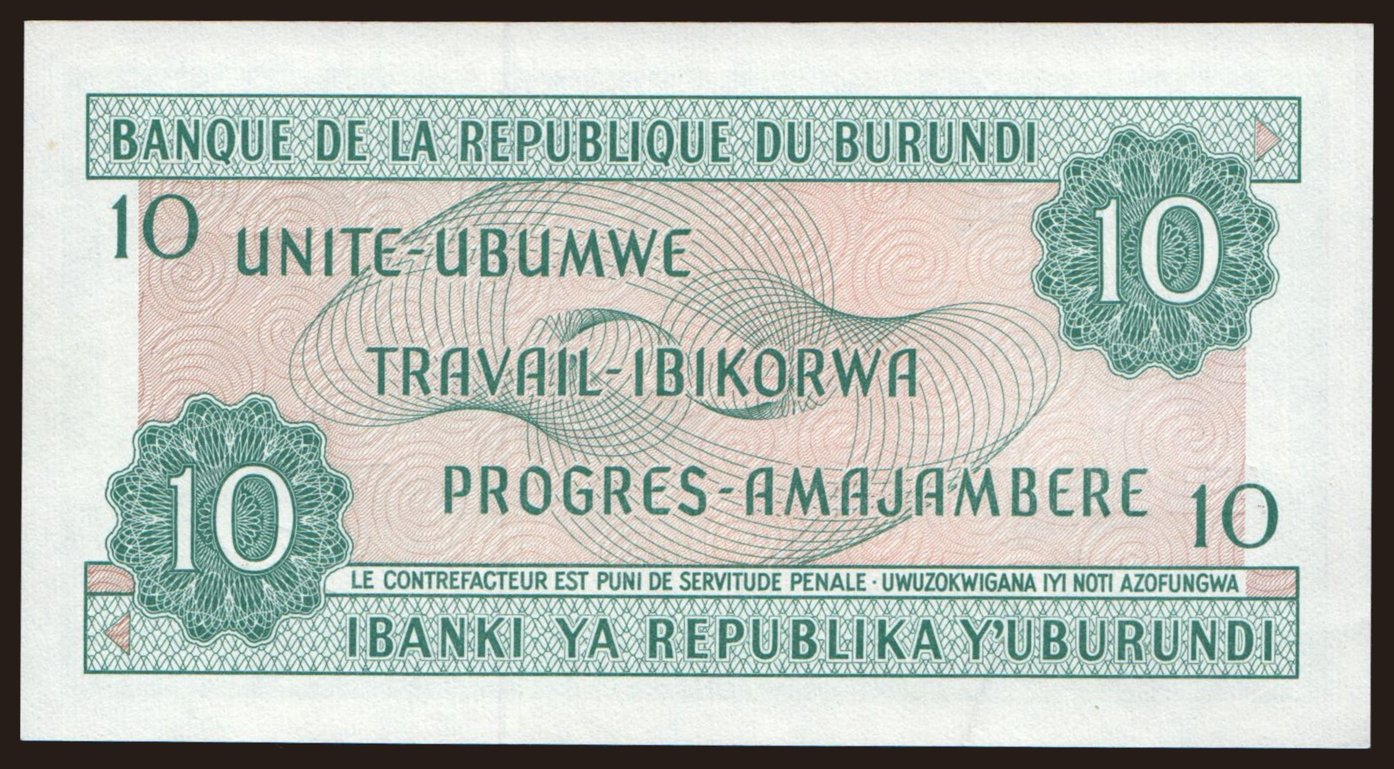 BANQUE DE LA REPUBLIQUE DU BURUNDI
10
10
UNITE-UBUMWE
TRAVAIL-IBIKORWA
PROGRES-AMAJAMBERE
10
10
LE CONTREFACTEUR EST PUNI DE SERVITUDE PENALE · UWUZOKWIGANA IYI NOTI AZOFUNGWA
IBANKI YA REPUBLIKA Y'UBURUNDI